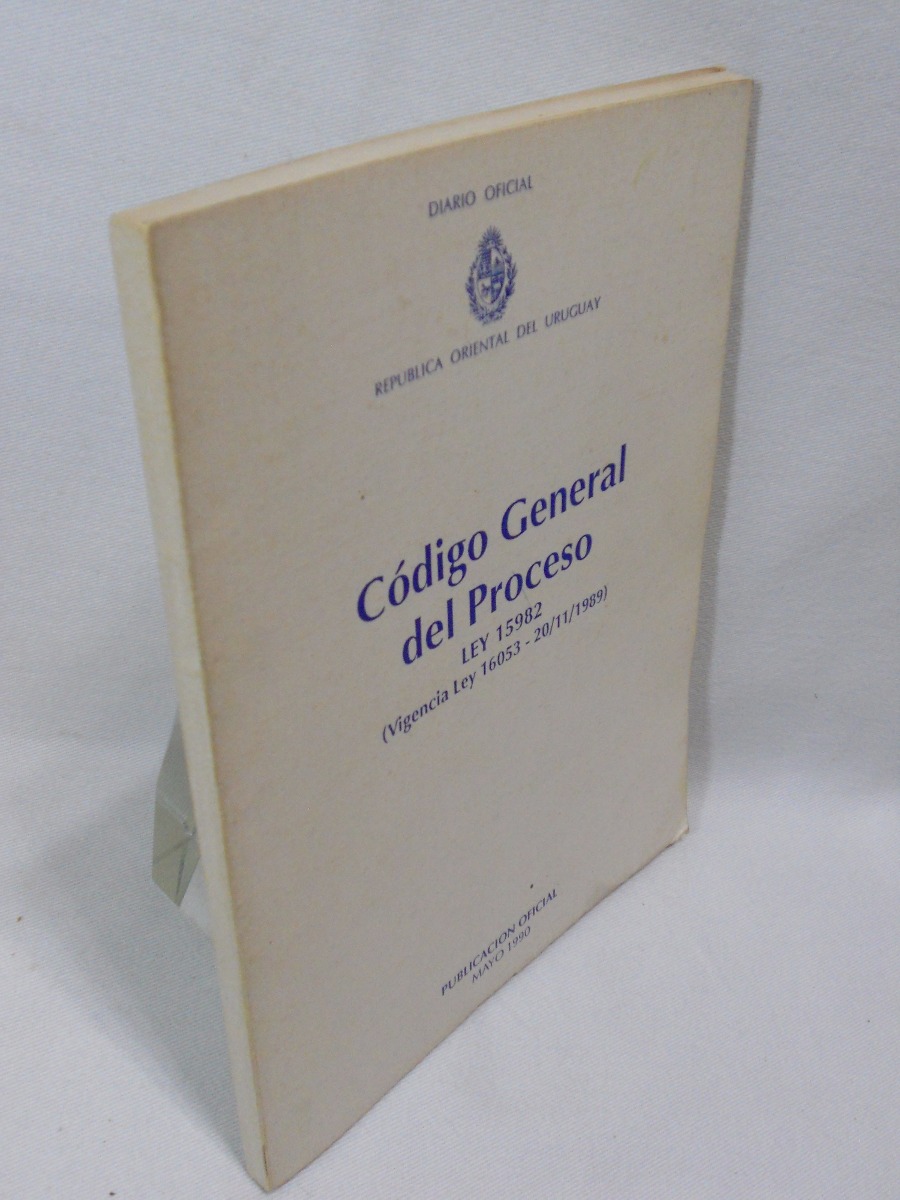 DIARIO OFICIAL
REPUBLICA ORIENTAL DEL URUGUAY
Código General
del Proceso
LEY 15982
(Vigencia Ley 16053 - 20/11/1989)
PUBLICACION OFICIAL
MAYO 1990